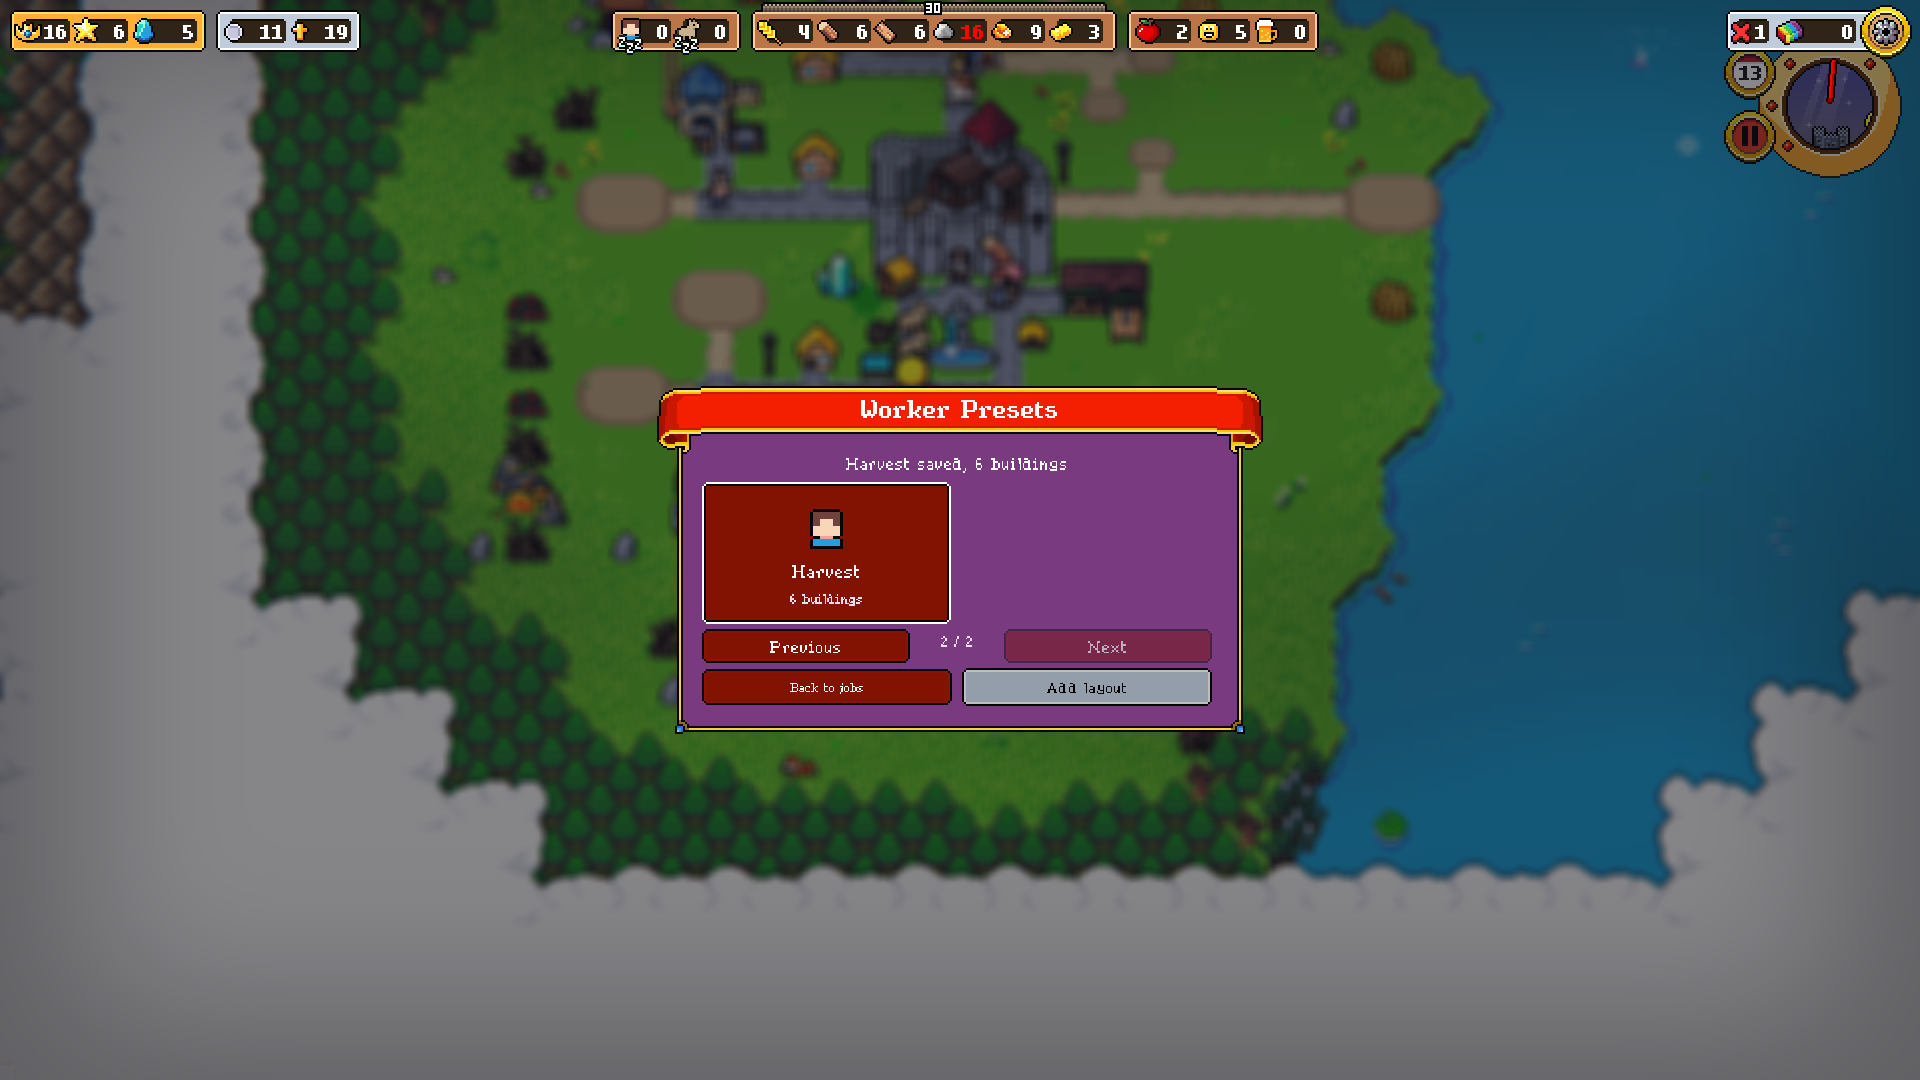 30
16 6 5
11 19
0 0
4 6 6 16 9 3
2 5 0
1 0
13
Worker Presets
Harvest saved, 6 buildings
Harvest
6 buildings
Previous
2 / 2
Next
Back to jobs
Add layout